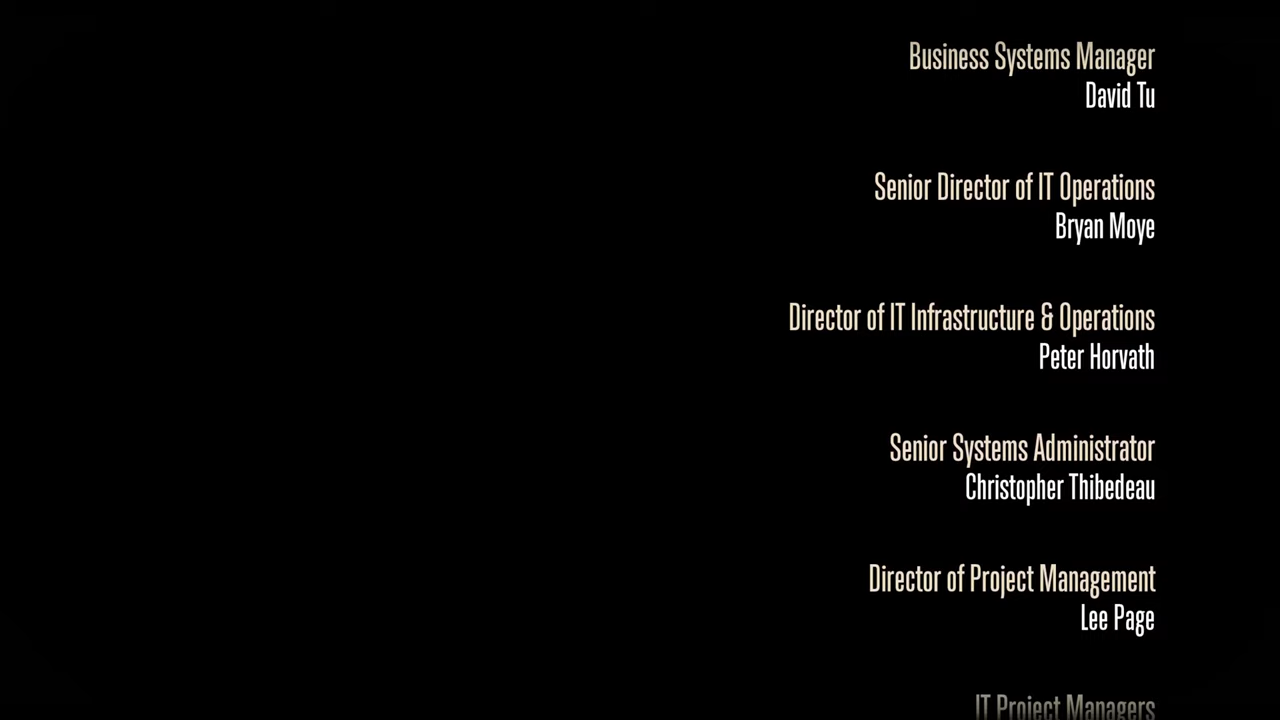 Business Systems Manager
David Tu
Senior Director of IT Operations
Bryan Moye
Director of IT Infrastructure & Operations
Peter Horvath
Senior Systems Administrator
Christopher Thibedeau
Director of Project Management
Lee Page
IT Project Managers